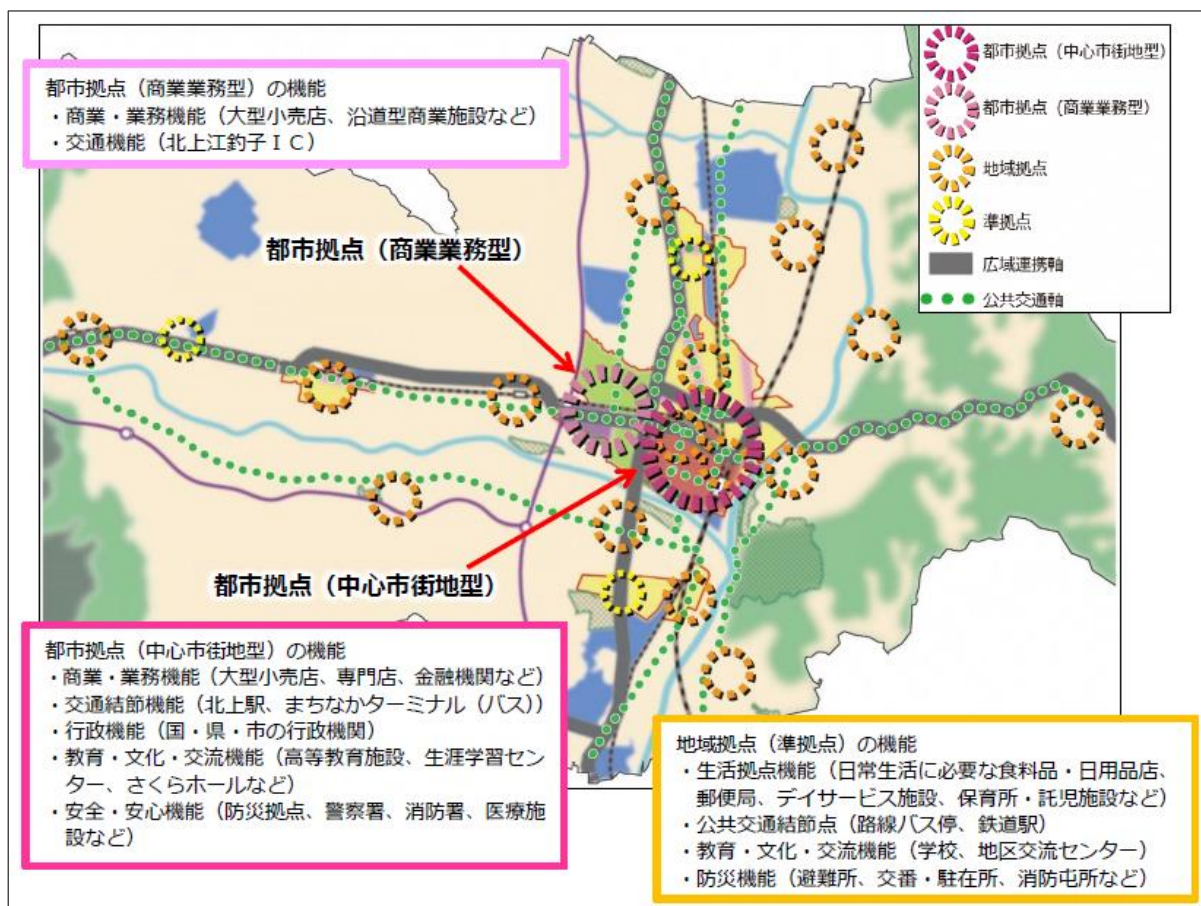 都市拠点（商業業務型）の機能
・商業・業務機能（大型小売店、沿道型商業施設など）
・交通機能（北上江釣子ＩＣ）
都市拠点（中心市街地型）
都市拠点（商業業務型）
地域拠点
準拠点
広域連携軸
公共交通軸
都市拠点（商業業務型）
都市拠点（中心市街地型）
都市拠点（中心市街地型）の機能
・商業・業務機能（大型小売店、専門店、金融機関など）
・交通結節機能（北上駅、まちなかターミナル（バス））
・行政機能（国・県・市の行政機関）
・教育・文化・交流機能（高等教育施設、生涯学習セン
ター、さくらホールなど）
・安全・安心機能（防災拠点、警察署、消防署、医療施
設など）
地域拠点（準拠点）の機能
・生活拠点機能（日常生活に必要な食料品・日用品店、
郵便局、デイサービス施設、保育所・託児施設など）
・公共交通結節点（路線バス停、鉄道駅）
・教育・文化・交流機能（学校、地区交流センター）
・防災機能（避難所、交番・駐在所、消防屯所など）